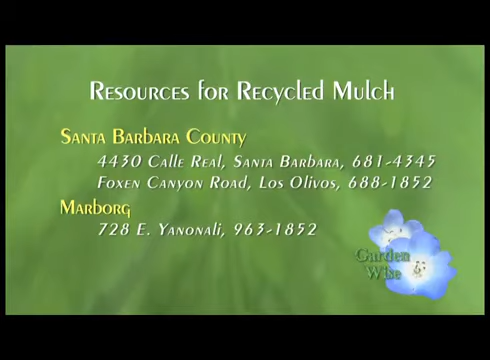 Resources for Recycled Mulch
Santa Barbara County
4430 Calle Real, Santa Barbara, 681-4345
Foxen Canyon Road, Los Olivos, 688-1852
Marborg
728 E. Yanonali, 963-1852
Garden
Wise